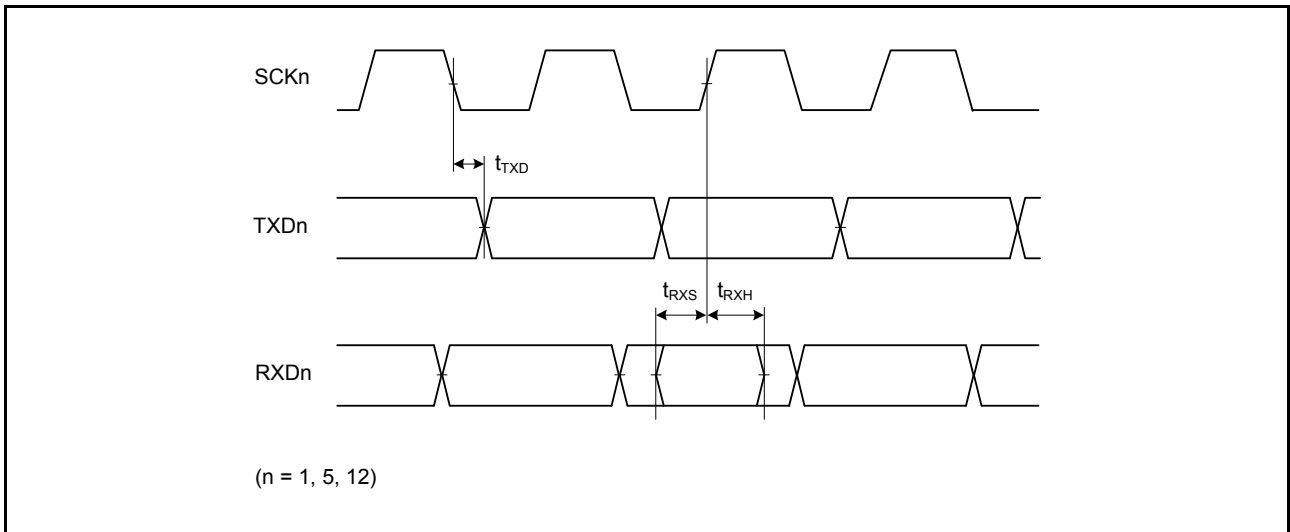 SCKn
tTXD
TXDn
tRXS tRXH
RXDn
(n = 1, 5, 12)